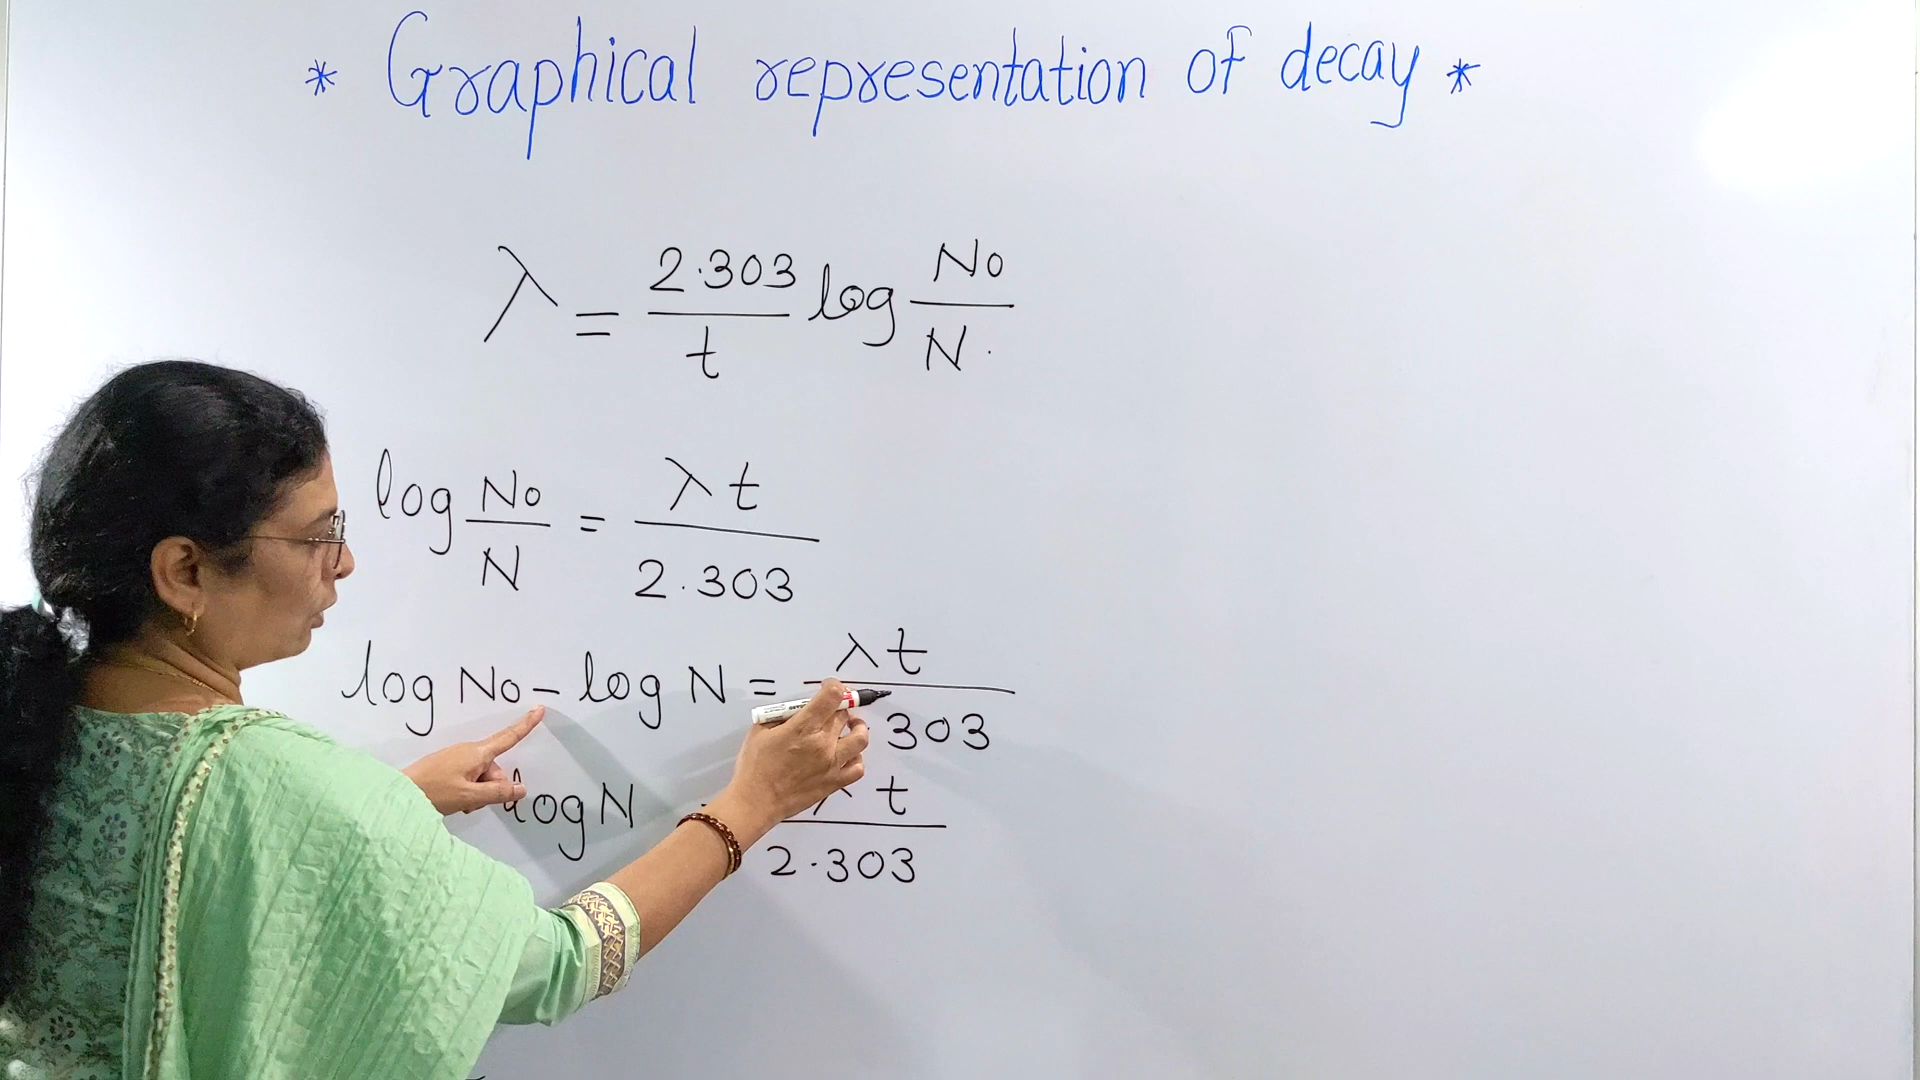 * Graphical representation of decay *
λ = 2.303/t log No/N.
log No/N = λt/2.303
log No - log N = λt/.303
log N λt/2.303